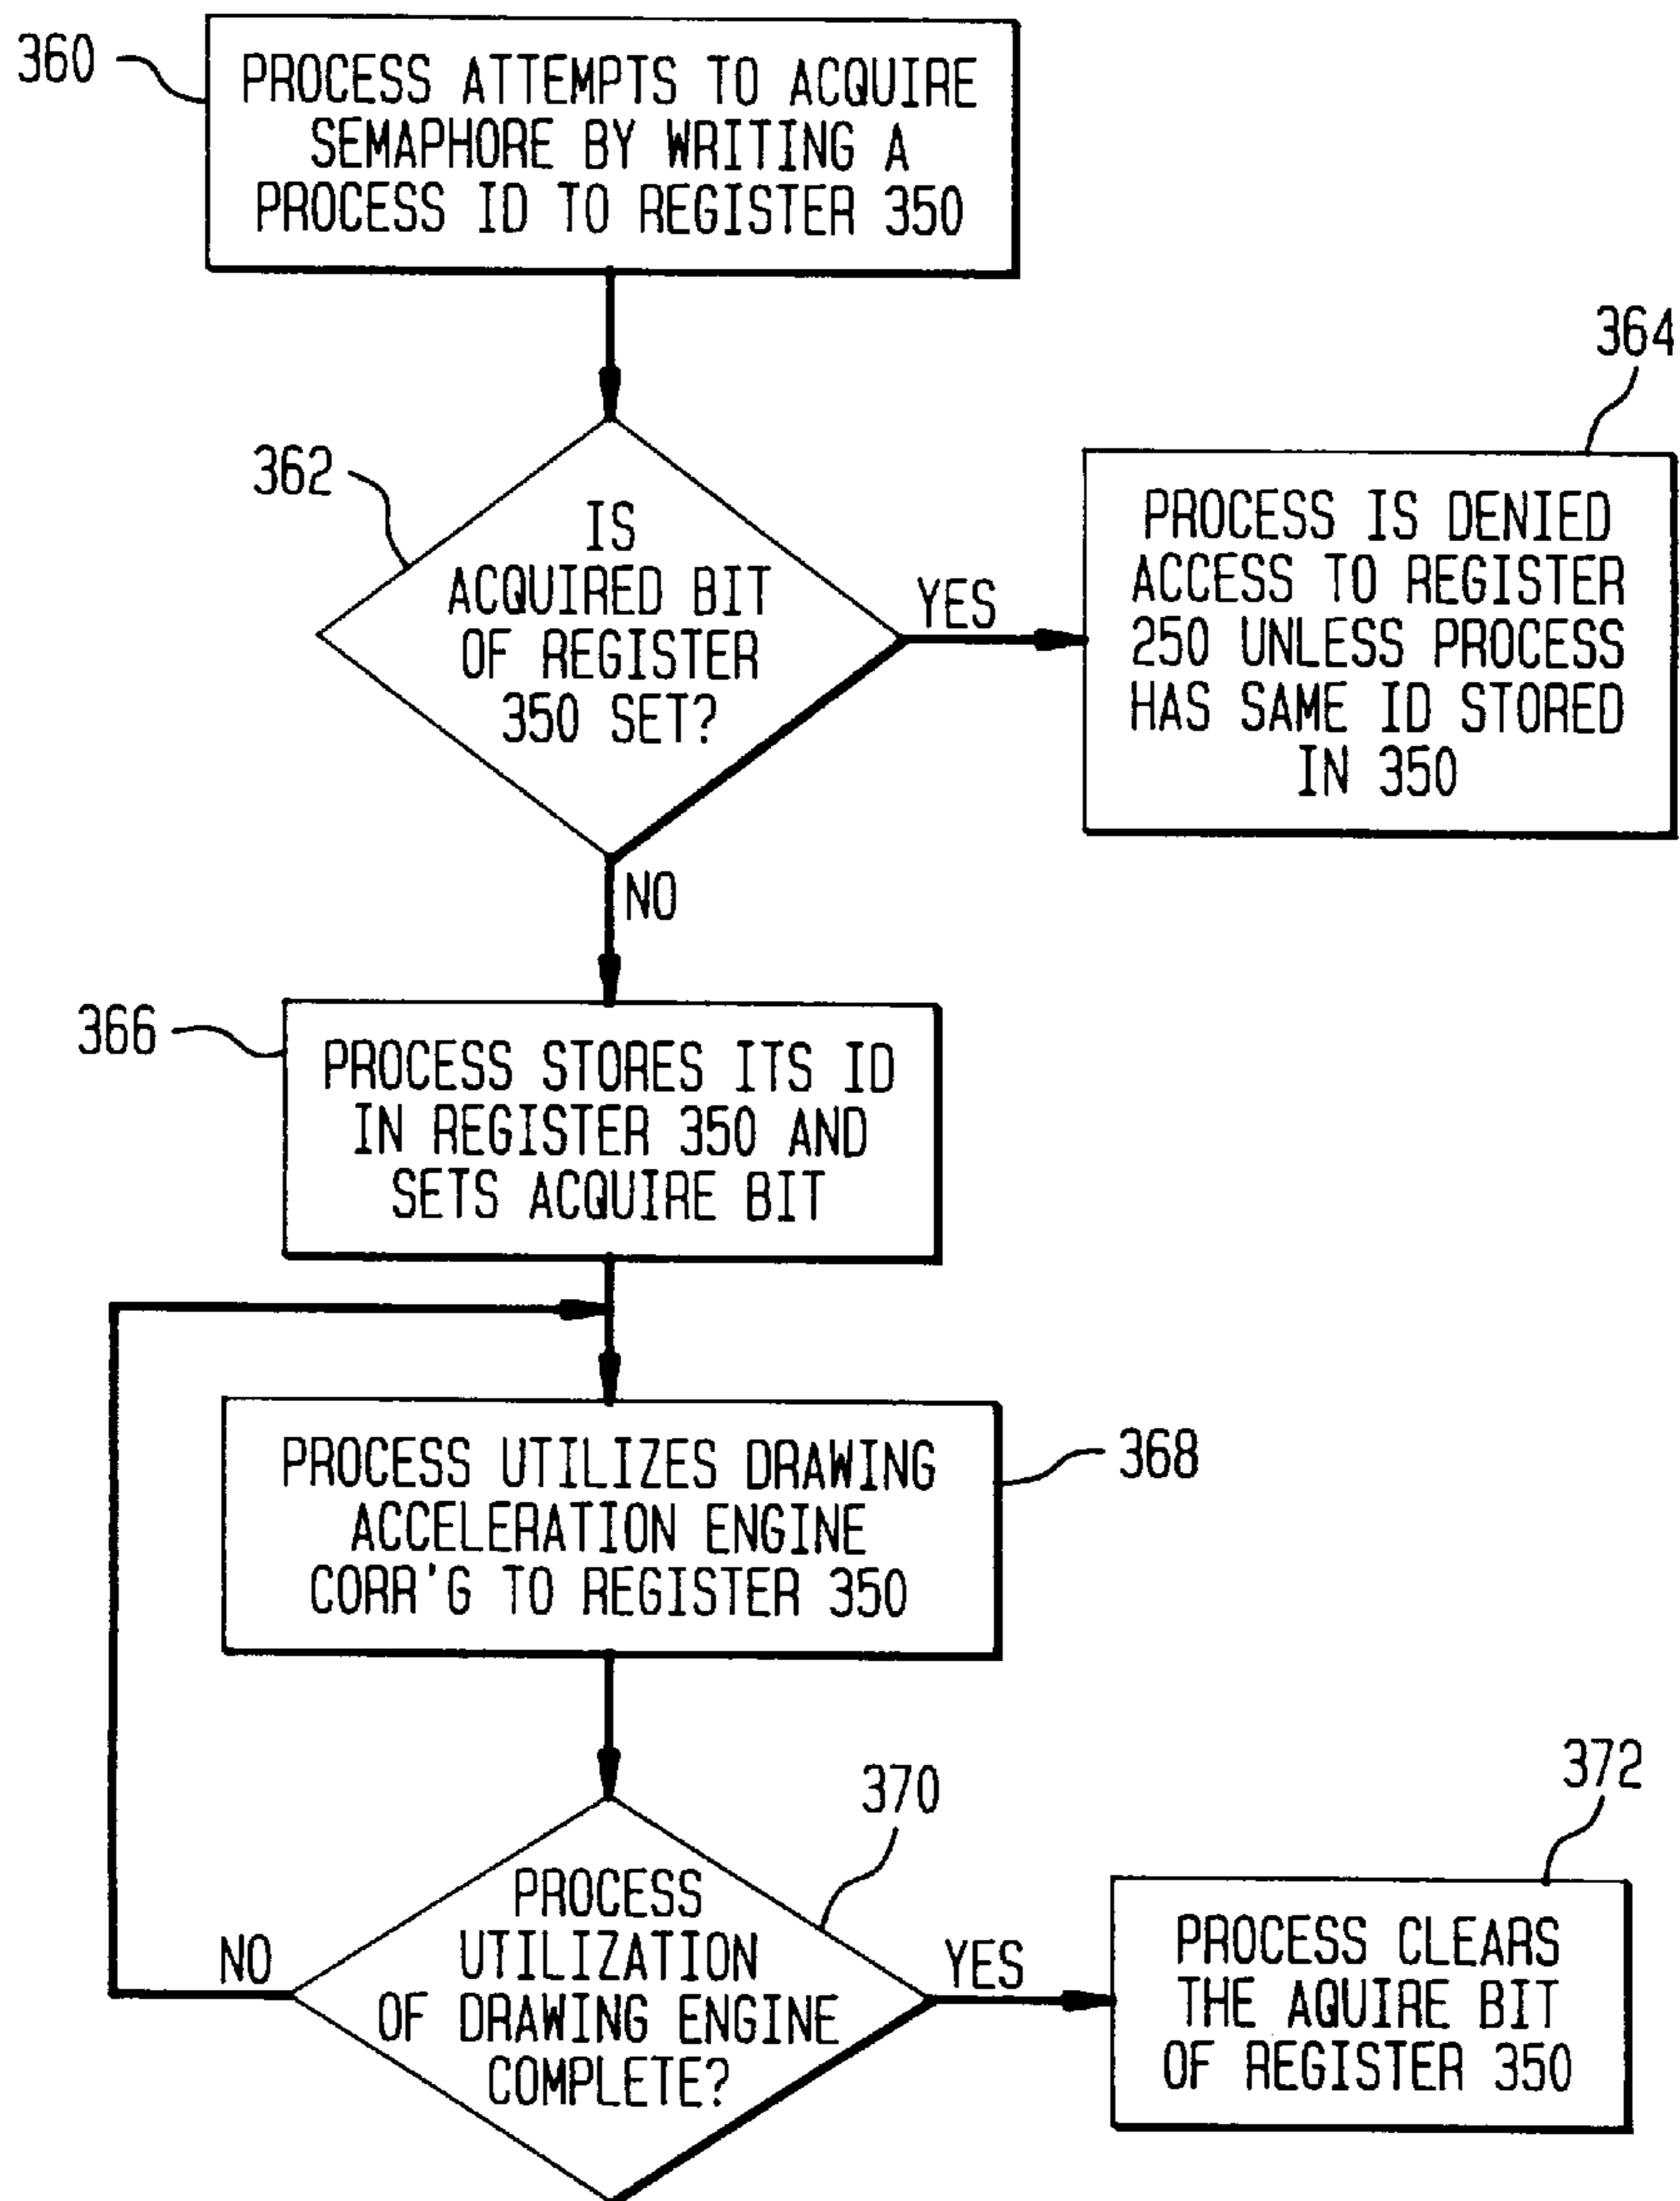 360
PROCESS ATTEMPTS TO ACQUIRE
SEMAPHORE BY WRITING A
PROCESS ID TO REGISTER 350
362
IS
ACQUIRED BIT
OF REGISTER
350 SET?
YES
364
PROCESS IS DENIED
ACCESS TO REGISTER
250 UNLESS PROCESS
HAS SAME ID STORED
IN 350
NO
366
PROCESS STORES ITS ID
IN REGISTER 350 AND
SETS ACQUIRE BIT
PROCESS UTILIZES DRAWING
ACCELERATION ENGINE
CORR'G TO REGISTER 350
368
370
PROCESS
UTILIZATION
OF DRAWING ENGINE
COMPLETE?
NO
YES
372
PROCESS CLEARS
THE AQUIRE BIT
OF REGISTER 350